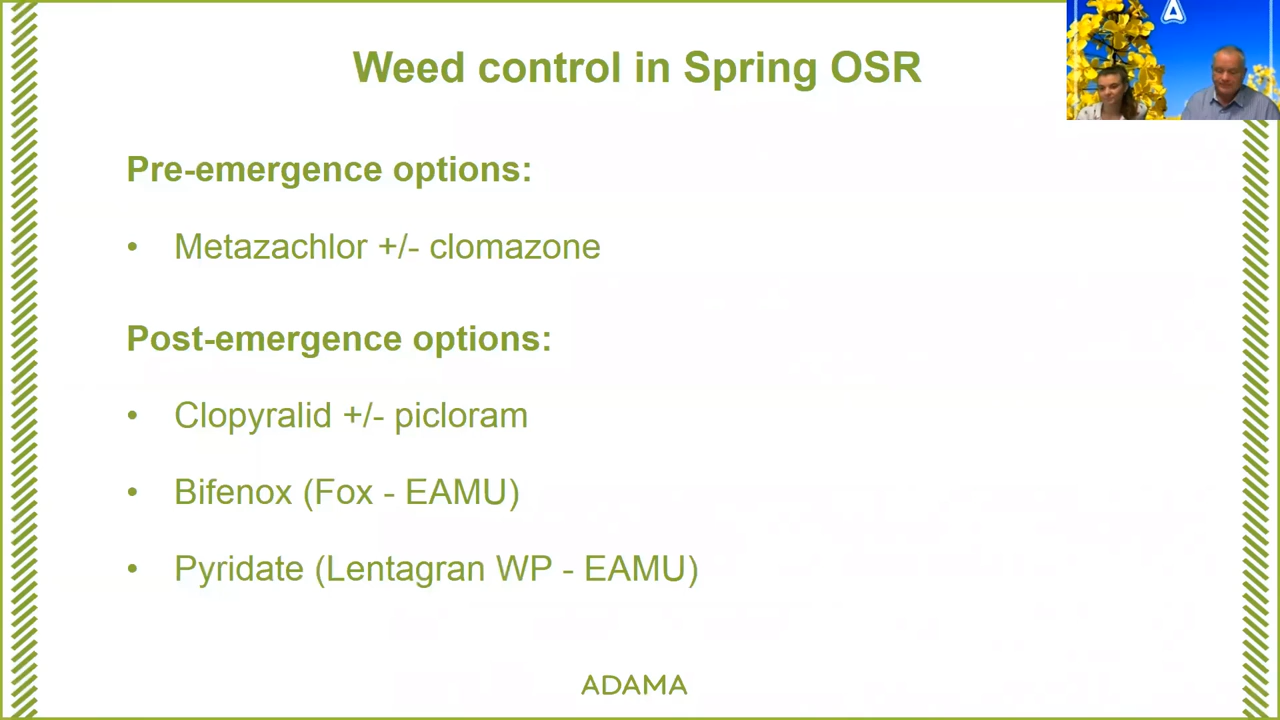 Weed control in Spring OSR
Pre-emergence options:
• Metazachlor +/- clomazone
Post-emergence options:
• Clopyralid +/- picloram
• Bifenox (Fox - EAMU)
• Pyridate (Lentagran WP - EAMU)
ADAMA